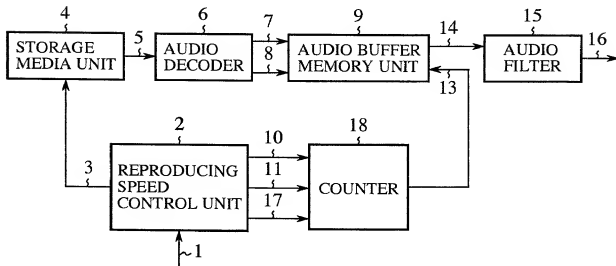 4
6
7
9
15
5
14
16
STORAGE
MEDIA UNIT
AUDIO
DECODER
8
AUDIO BUFFER
MEMORY UNIT
AUDIO
FILTER
13
2
10
18
3
REPRODUCING
SPEED
CONTROL UNIT
11
17
COUNTER
1